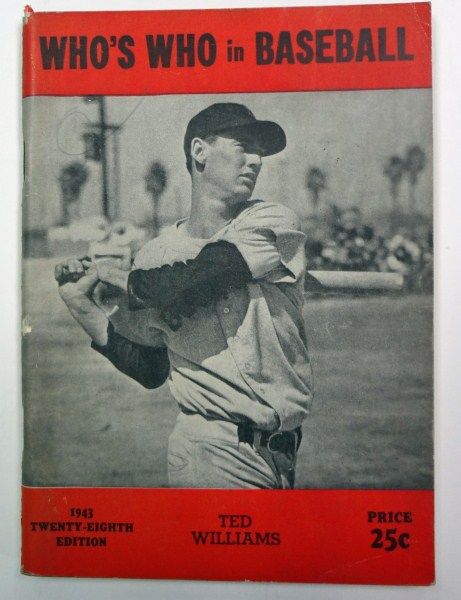 WHO'S WHO in BASEBALL
1943
TWENTY-EIGHTH
EDITION
TED
WILLIAMS
PRICE
25c